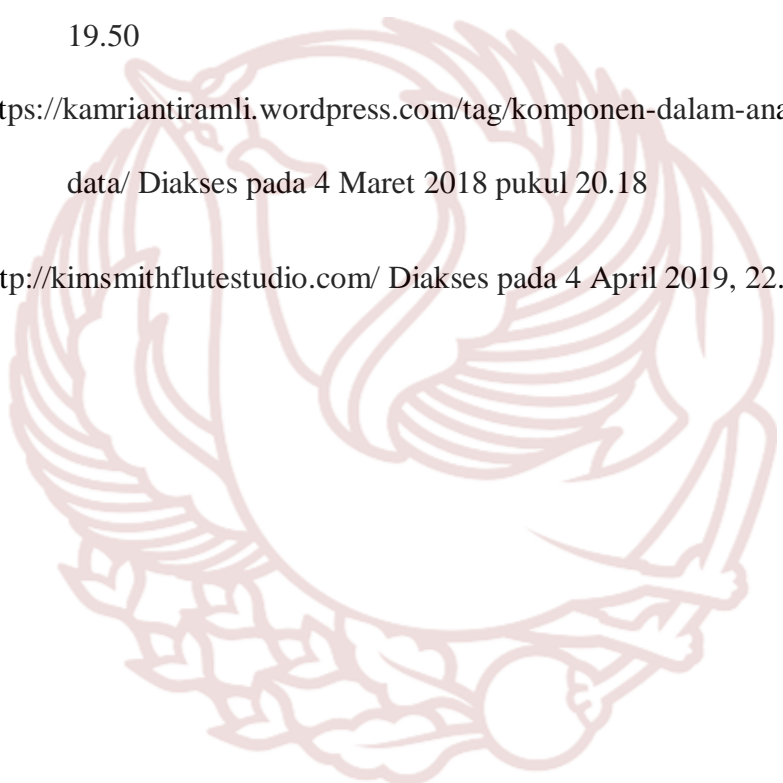 19.50
tps://kamriantiramli.wordpress.com/tag/komponen-dalam-ana
data/ Diakses pada 4 Maret 2018 pukul 20.18
tp://kimsmithflutestudio.com/ Diakses pada 4 April 2019, 22.